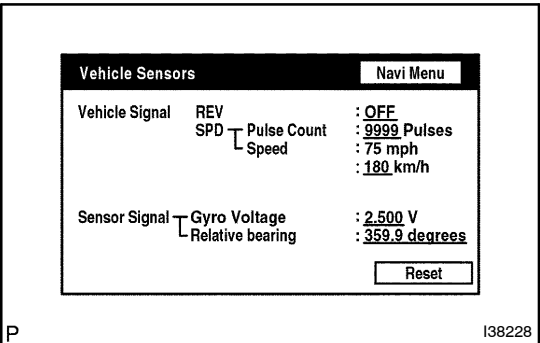 Vehicle Sensors Navi Menu
Vehicle Signal REV : OFF
SPD Pulse Count : 9999 Pulses
Speed : 75 mph
: 180 km/h
Sensor Signal Gyro Voltage : 2.500 V
Relative bearing : 359.9 degrees
Reset
P I38228